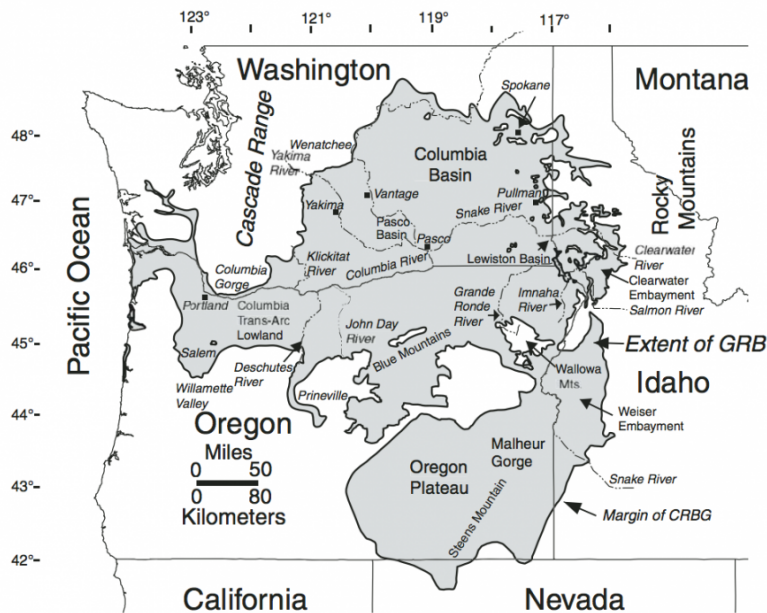 123°
121°
119°
117°
Washington
Montana
Spokane
48°
Cascade Range
Wenatchee
Yakima
River
Columbia
Basin
Rocky
Mountains
47°
Vantage
Pullman
Yakima
Snake River
Pasco
Basin
Pasco
Pacific Ocean
Klickitat
River
Columbia River
Lewiston Basin
Clearwater
River
46°
Columbia
Gorge
Clearwater
Embayment
Grande
Ronde
River
Imnaha
River
Salmon River
Portland
Columbia
Trans-Arc
Lowland
John Day
River
45°
Salem
Blue Mountains
Extent of GRB
Deschutes
River
Wallowa
Mts.
Idaho
Willamette
Valley
Prineville
44°
Weiser
Embayment
Oregon
Miles
0 50
0 80
Kilometers
Malheur
Gorge
Oregon
Plateau
Snake River
43°
Steens Mountain
Margin of CRBG
42°
California
Nevada